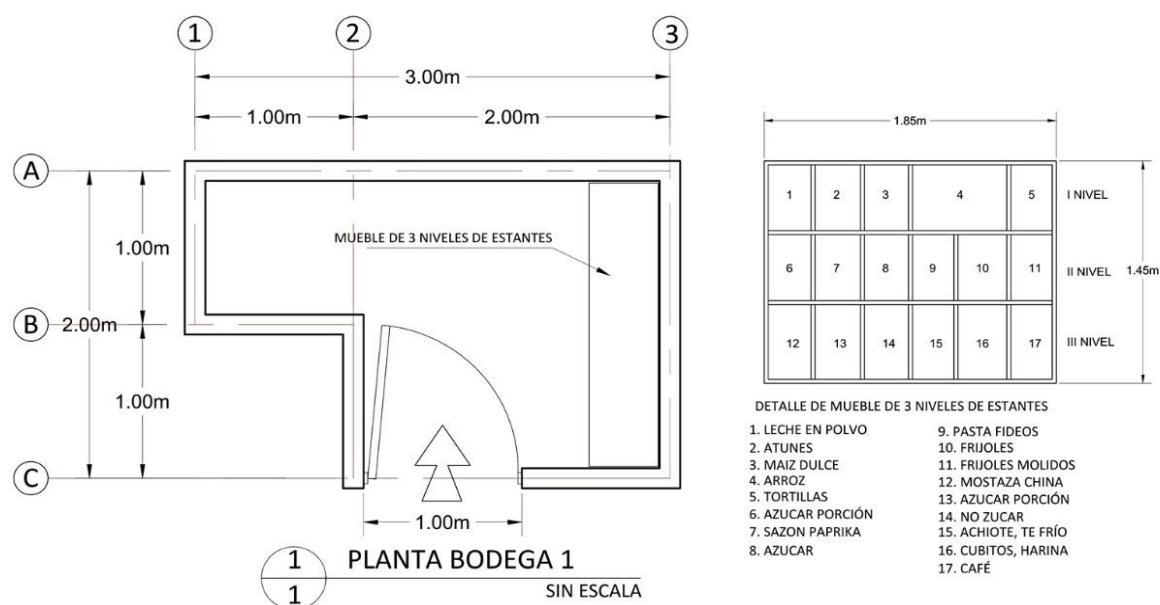 1
2
3
3.00m
1.00m
2.00m
A
B
C
1.00m
2.00m
1.00m
MUEBLE DE 3 NIVELES DE ESTANTES
1.00m
1
1
PLANTA BODEGA 1
SIN ESCALA
1.85m
1 2 3 4 5 I NIVEL
6 7 8 9 10 11 II NIVEL
1.45m
12 13 14 15 16 17 III NIVEL
DETALLE DE MUEBLE DE 3 NIVELES DE ESTANTES
1. LECHE EN POLVO
2. ATUNES
3. MAIZ DULCE
4. ARROZ
5. TORTILLAS
6. AZUCAR PORCIÓN
7. SAZON PAPRIKA
8. AZUCAR
9. PASTA FIDEOS
10. FRIJOLES
11. FRIJOLES MOLIDOS
12. MOSTAZA CHINA
13. AZUCAR PORCIÓN
14. NO ZUCAR
15. ACHIOTE, TE FRÍO
16. CUBITOS, HARINA
17. CAFÉ